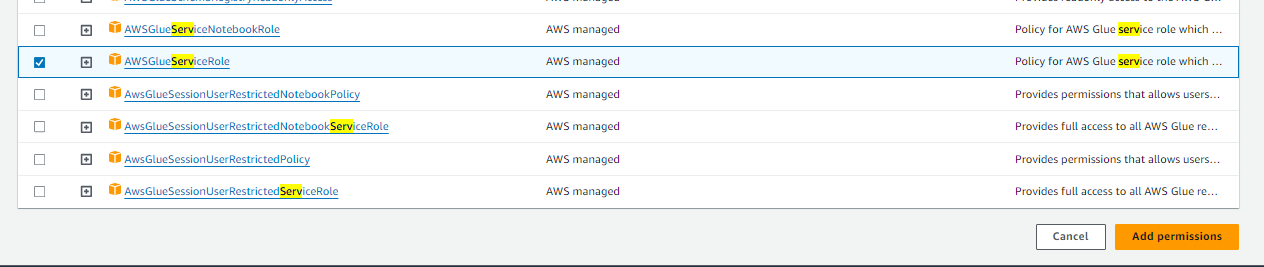 AWSGlueServiceNotebookRole AWS managed Policy for AWS Glue service role which ...
AWSGlueServiceRole AWS managed Policy for AWS Glue service role which ...
AwsGlueSessionUserRestrictedNotebookPolicy AWS managed Provides permissions that allows users...
AwsGlueSessionUserRestrictedNotebookServiceRole AWS managed Provides full access to all AWS Glue re...
AwsGlueSessionUserRestrictedPolicy AWS managed Provides permissions that allows users...
AwsGlueSessionUserRestrictedServiceRole AWS managed Provides full access to all AWS Glue re...
Cancel Add permissions